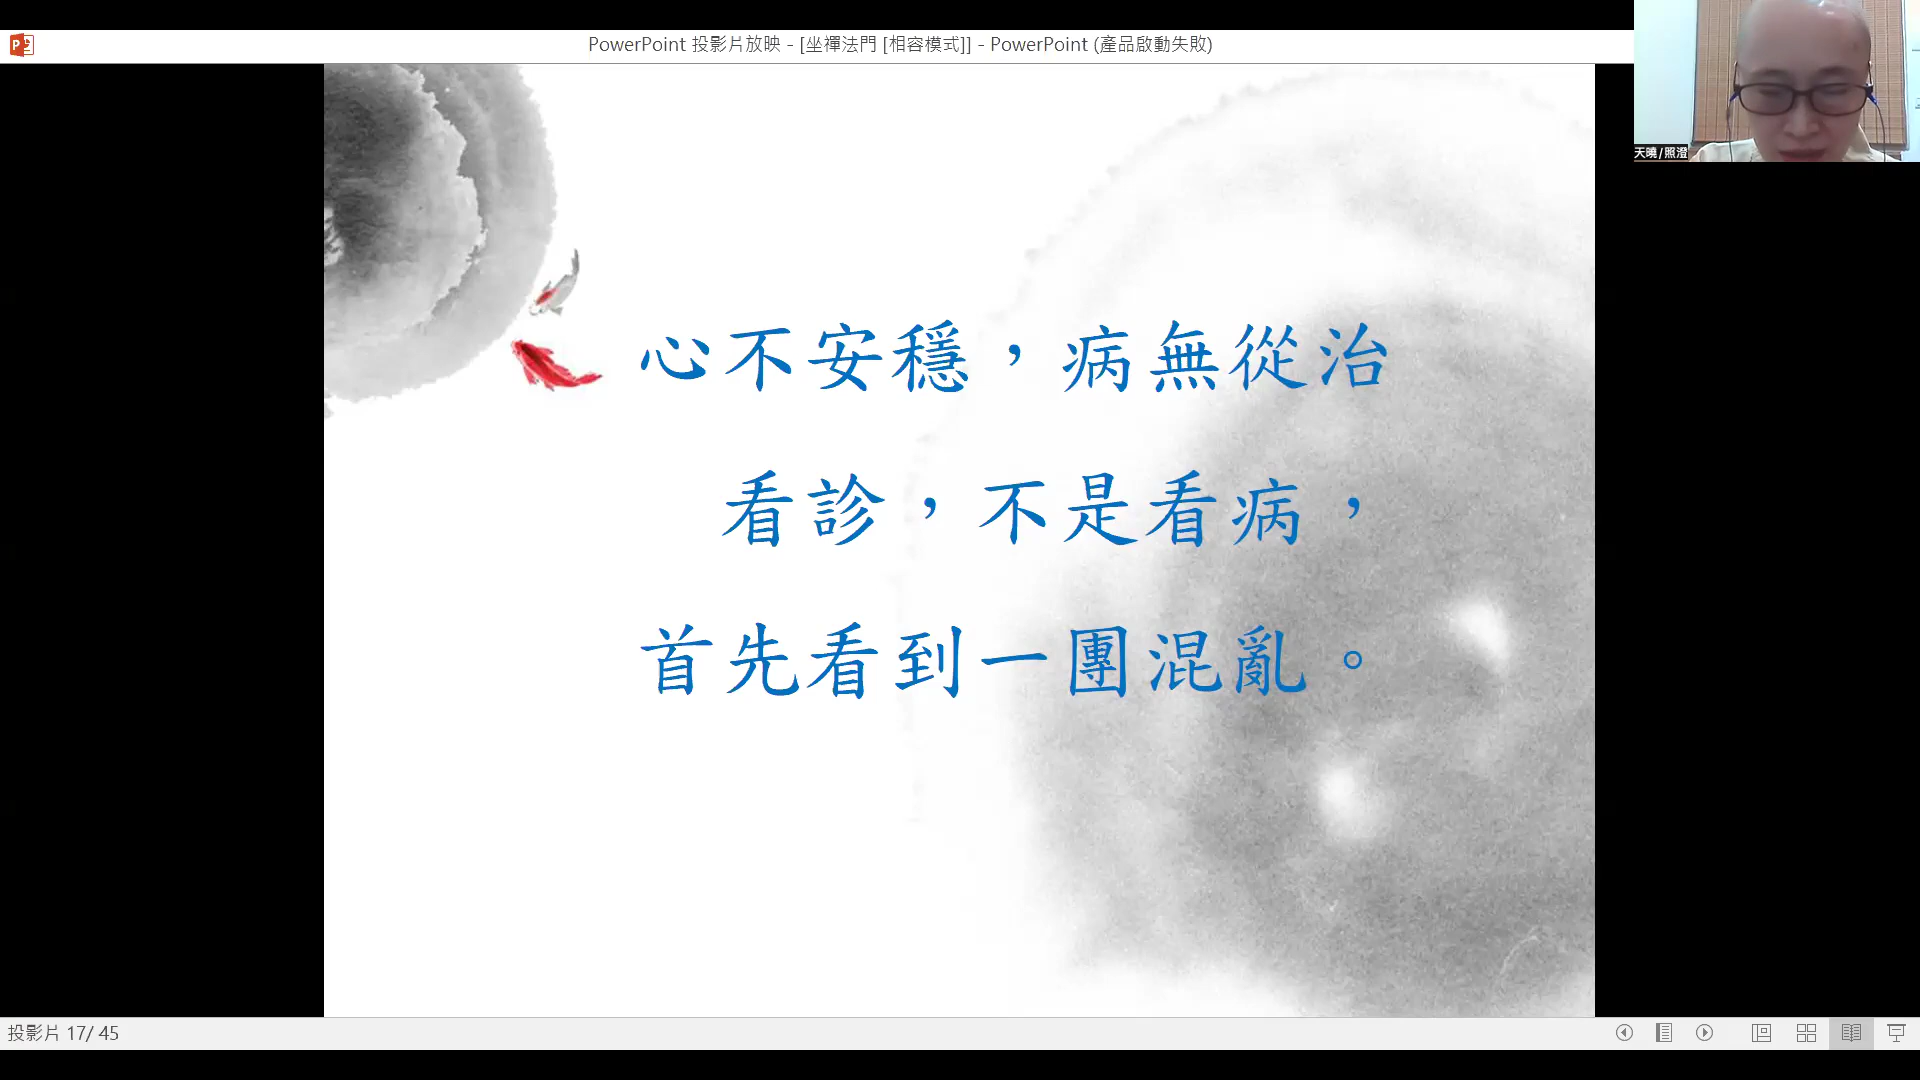 PowerPoint 投影片放映 - [坐禪法門 [相容模式]] - PowerPoint (產品啟動失敗)
天曉/照澄
心不安穩，病無從治
看診，不是看病，
首先看到一團混亂。
投影片 17/ 45